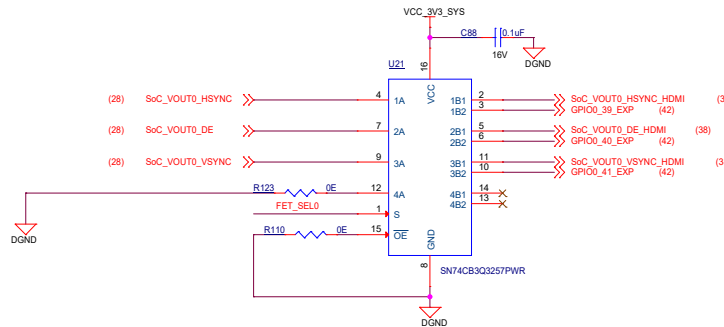 VCC_3V3_SYS
C88 0.1uF
16V
DGND
U21
16
VCC
(28) SoC_VOUT0_HSYNC 4 1A 1B1 2 SoC_VOUT0_HSYNC_HDMI (3
1B2 3 GPIO0_39_EXP (42)
(28) SoC_VOUT0_DE 7 2A 2B1 5 SoC_VOUT0_DE_HDMI (38)
2B2 6 GPIO0_40_EXP (42)
(28) SoC_VOUT0_VSYNC 9 3A 3B1 11 SoC_VOUT0_VSYNC_HDMI (3
3B2 10 GPIO0_41_EXP (42)
R123 0E 12 4A 4B1 14
4B2 13
FET_SEL0 1 S
DGND
R110 0E 15 OE
GND
8
SN74CB3Q3257PWR
DGND